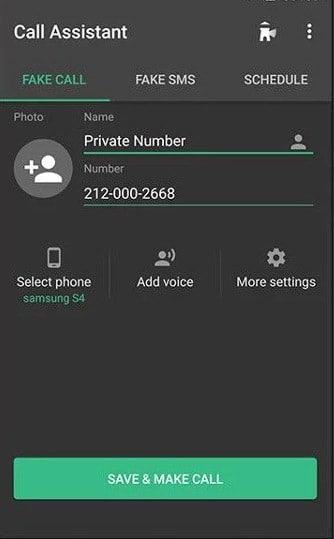 Call Assistant
FAKE CALL FAKE SMS SCHEDULE
Photo
Name
Private Number
Number
212-000-2668
Select phone Add voice More settings
samsung S4
SAVE & MAKE CALL